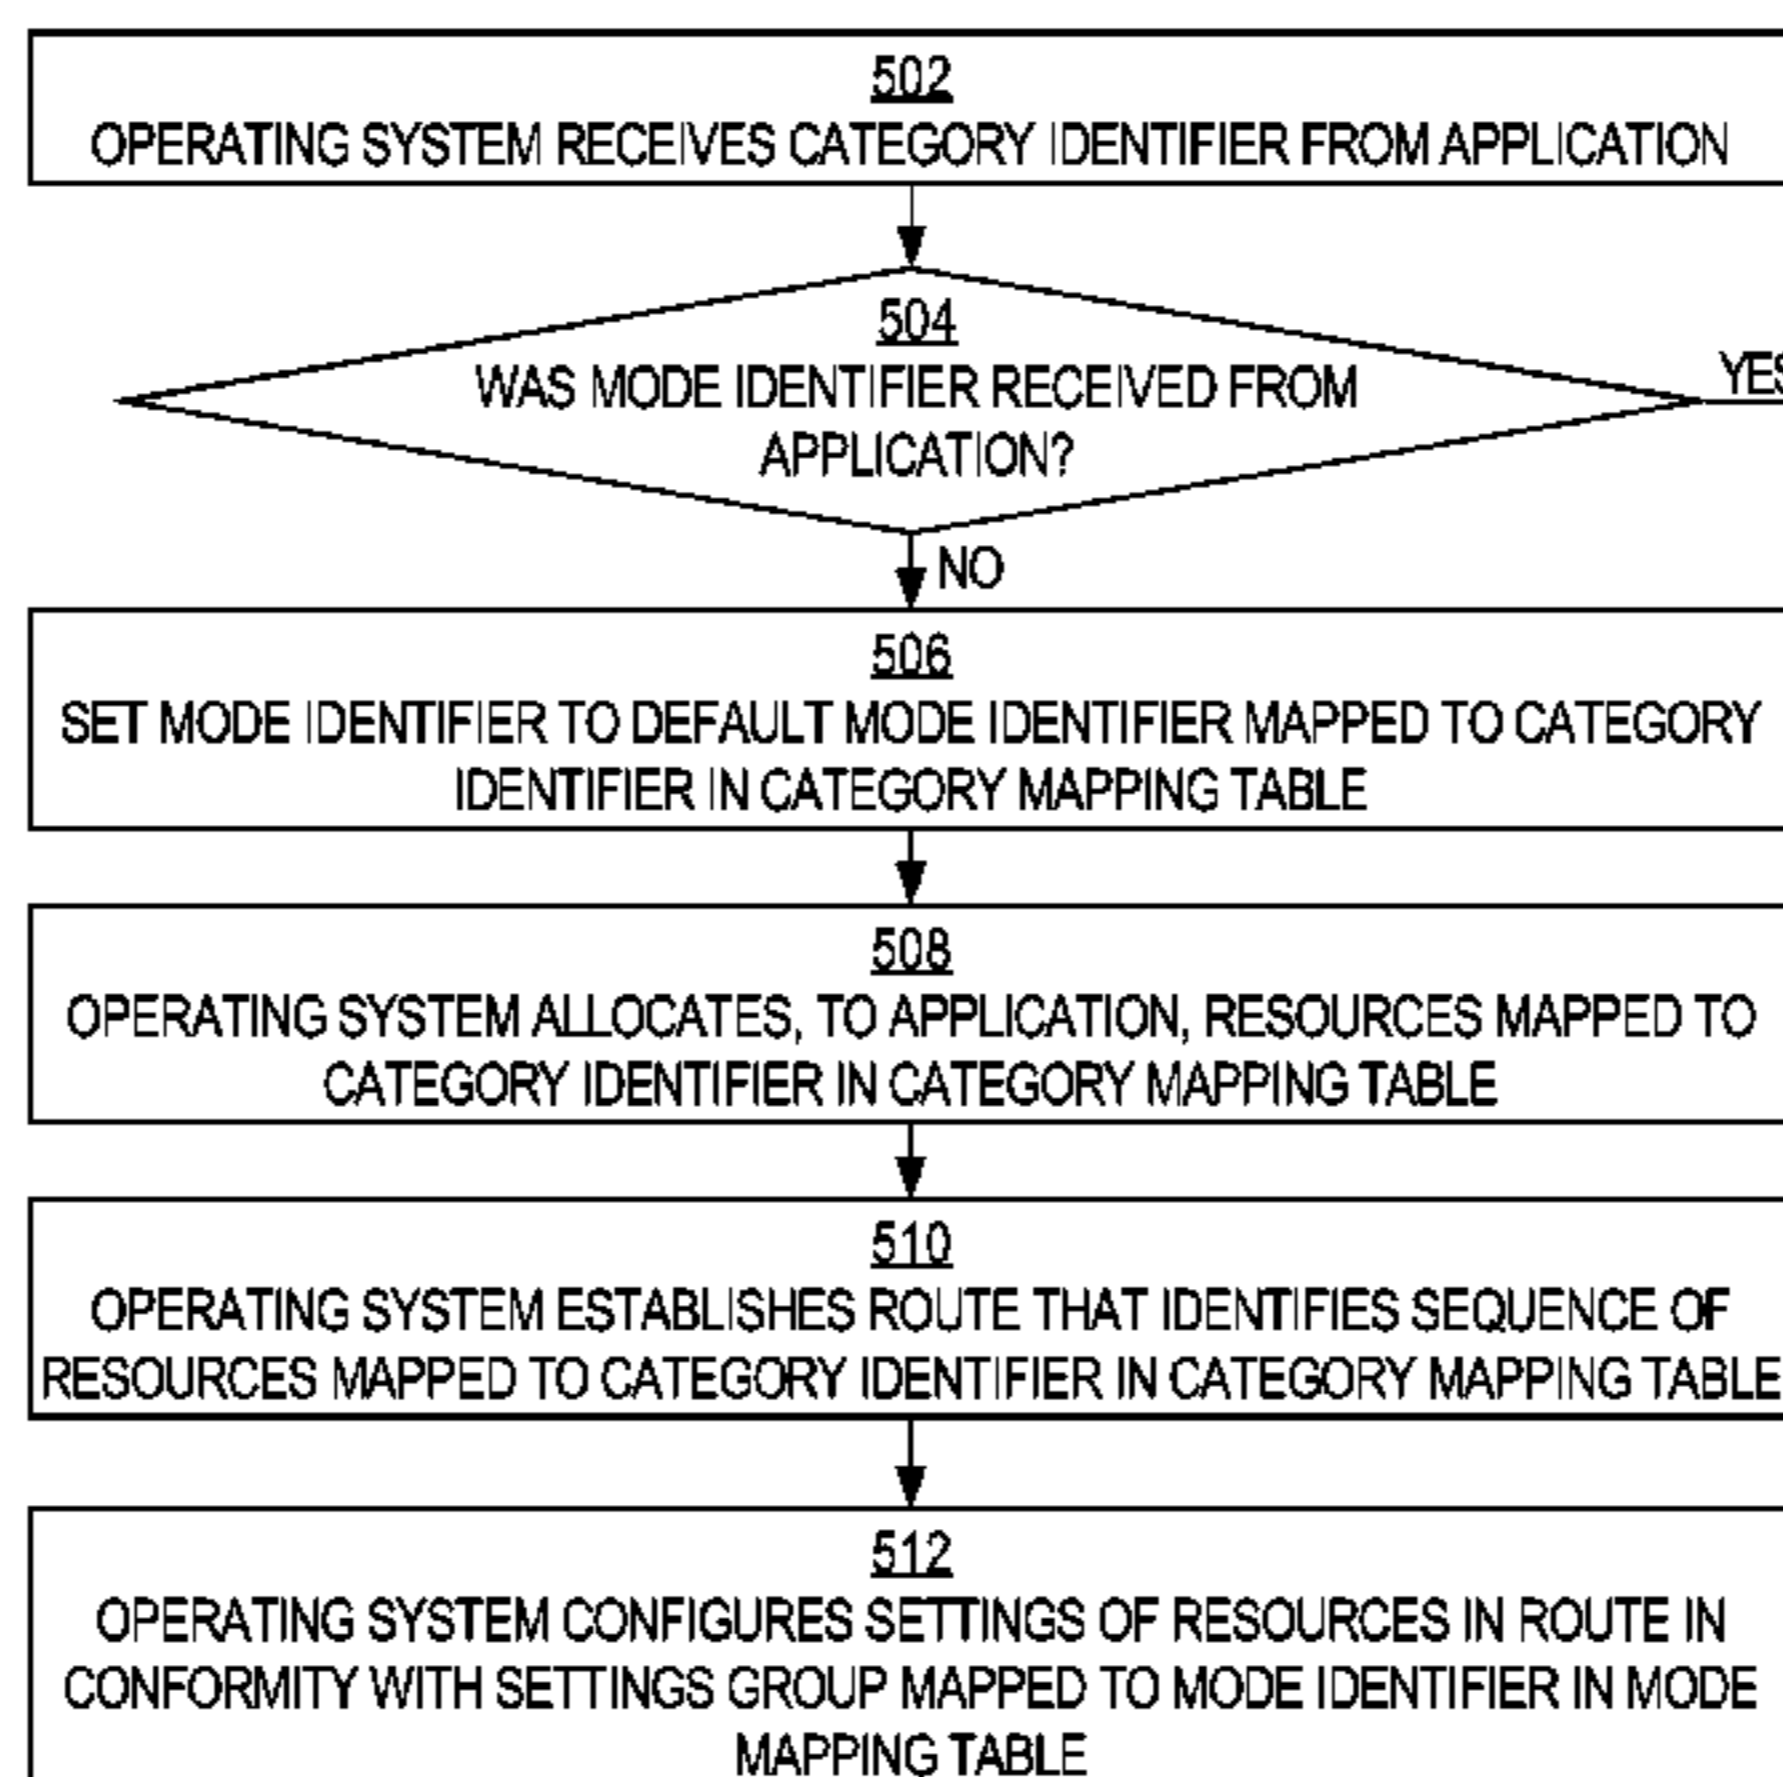 502
OPERATING SYSTEM RECEIVES CATEGORY IDENTIFIER FROM APPLICATION
504
WAS MODE IDENTIFIER RECEIVED FROM
APPLICATION?
YES
NO
506
SET MODE IDENTIFIER TO DEFAULT MODE IDENTIFIER MAPPED TO CATEGORY
IDENTIFIER IN CATEGORY MAPPING TABLE
508
OPERATING SYSTEM ALLOCATES, TO APPLICATION, RESOURCES MAPPED TO
CATEGORY IDENTIFIER IN CATEGORY MAPPING TABLE
510
OPERATING SYSTEM ESTABLISHES ROUTE THAT IDENTIFIES SEQUENCE OF
RESOURCES MAPPED TO CATEGORY IDENTIFIER IN CATEGORY MAPPING TABLE
512
OPERATING SYSTEM CONFIGURES SETTINGS OF RESOURCES IN ROUTE IN
CONFORMITY WITH SETTINGS GROUP MAPPED TO MODE IDENTIFIER IN MODE
MAPPING TABLE